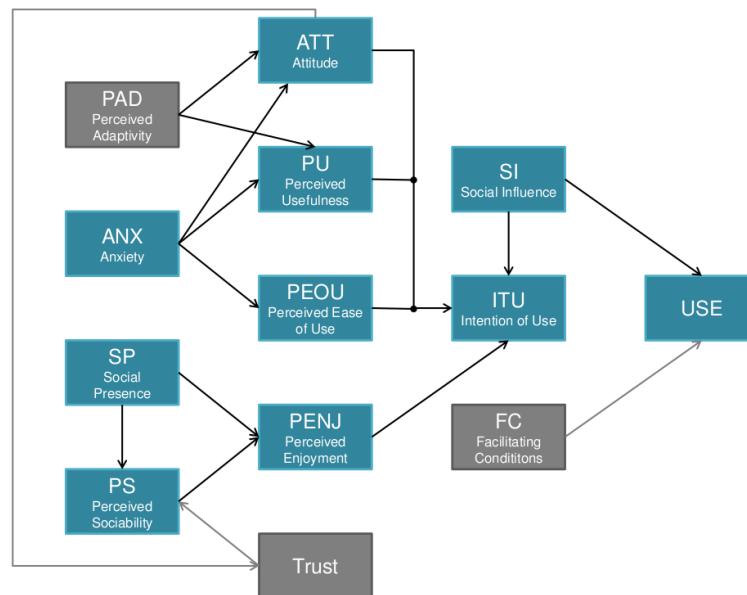 ATT
Attitude
PAD
Perceived
Adaptivity
PU
Perceived
Usefulness
SI
Social Influence
ANX
Anxiety
PEOU
Perceived Ease
of Use
ITU
Intention of Use
USE
SP
Social
Presence
PENJ
Perceived
Enjoyment
FC
Facilitating
Condititons
PS
Perceived
Sociability
Trust